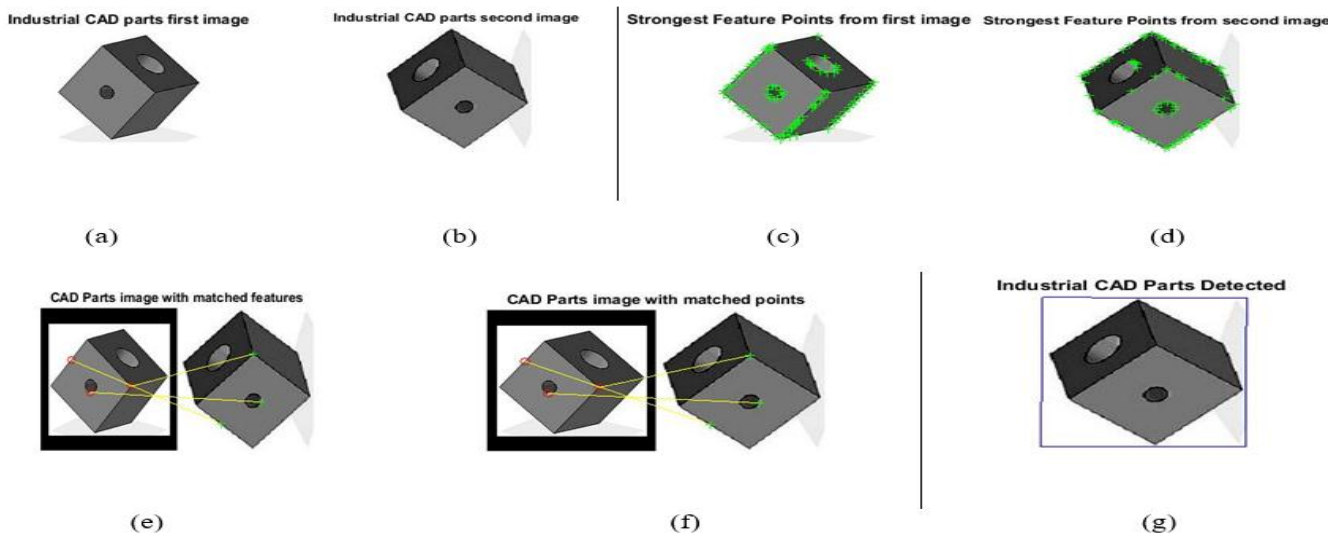 Industrial CAD parts first image
Industrial CAD parts second image
Strongest Feature Points from first image
Strongest Feature Points from second image
(a)
(b)
(c)
(d)
CAD Parts image with matched features
CAD Parts image with matched points
Industrial CAD Parts Detected
(e)
(f)
(g)